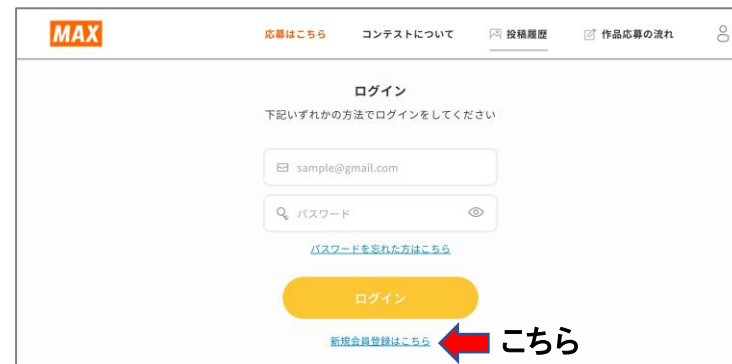 MAX
応募はこちら コンテストについて 投稿履歴 作品応募の流れ
ログイン
下記いずれかの方法でログインをしてください
sample@gmail.com
パスワード
パスワードを忘れた方はこちら
ログイン
新規会員登録はこちら こちら